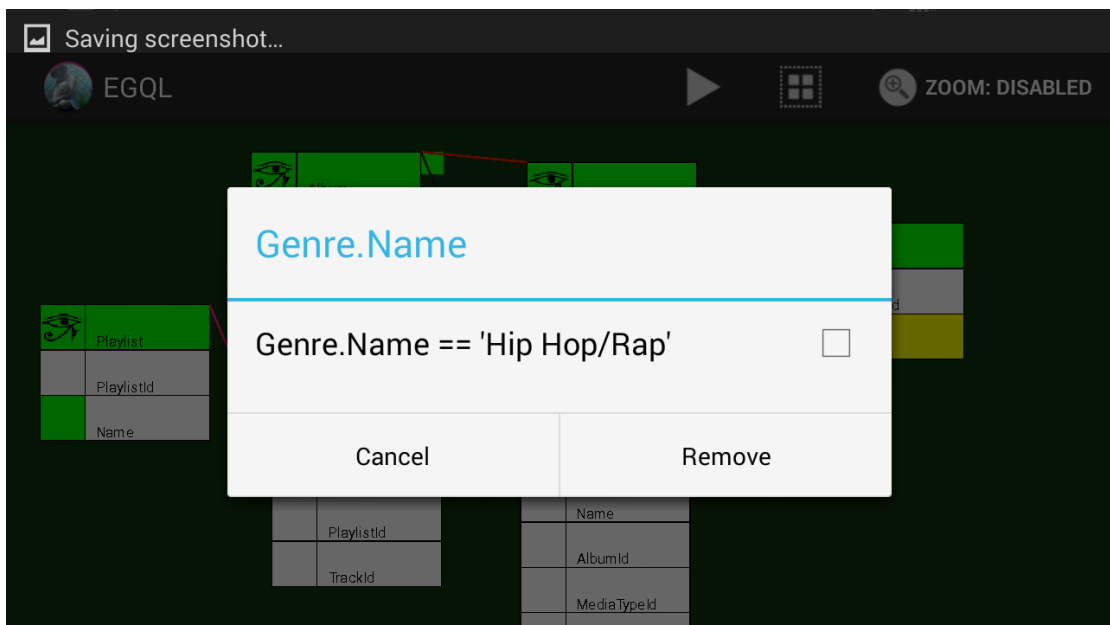 Saving screenshot…
EGQL
ZOOM: DISABLED
Album
Genre.Name
Genre.Name == 'Hip Hop/Rap'
Cancel
Remove
Playlist
PlaylistId
Name
PlaylistId
TrackId
Name
AlbumId
MediaTypeId